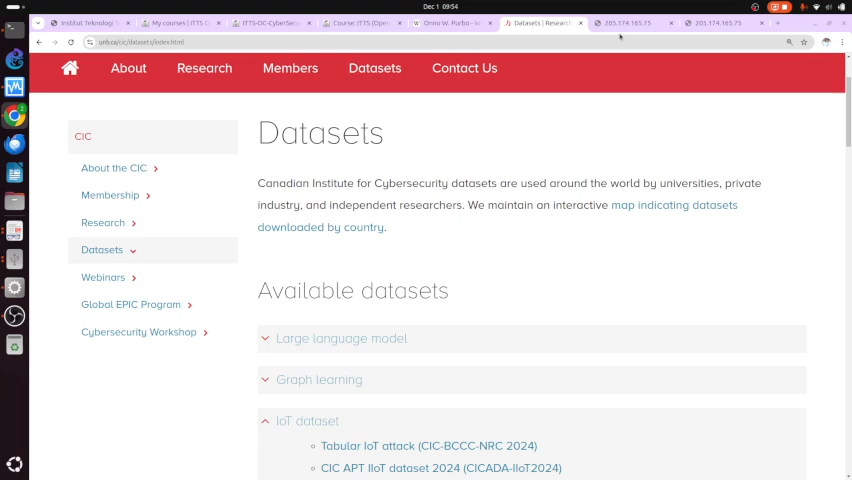 Dec 1 09:54
Institut Teknologi T
My courses | ITTS O
ITTS-OC-CyberSec
Course: ITTS (Open
Onno W. Purbo - W
Datasets | Research
205.174.165.75
205.174.165.73
unb.ca/cic/datasets/index.html
About Research Members Datasets Contact Us
CIC
About the CIC
Membership
Research
Datasets
Webinars
Global EPIC Program
Cybersecurity Workshop
Datasets
Canadian Institute for Cybersecurity datasets are used around the world by universities, private
industry, and independent researchers. We maintain an interactive map indicating datasets
downloaded by country.
Available datasets
Large language model
Graph learning
IoT dataset
Tabular IoT attack (CIC-BCCC-NRC 2024)
CIC APT IIoT dataset 2024 (CICADA-IIoT2024)